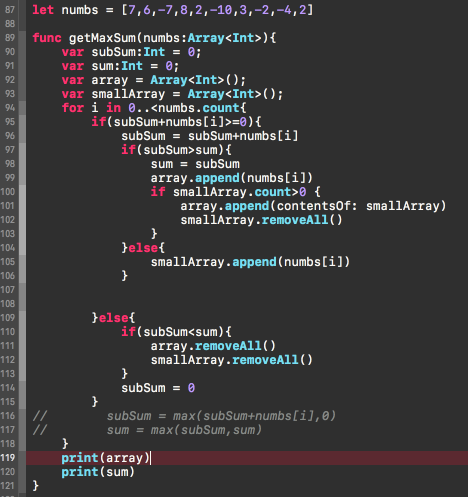 87 let numbs = [7,6,-7,8,2,-10,3,-2,-4,2]
88
89 func getMaxSum(numbs:Array<Int>){
90     var subSum:Int = 0;
91     var sum:Int = 0;
92     var array = Array<Int>();
93     var smallArray = Array<Int>();
94     for i in 0..<numbs.count{
95         if(subSum+numbs[i]>=0){
96             subSum = subSum+numbs[i]
97             if(subSum>sum){
98                 sum = subSum
99                 array.append(numbs[i])
100                 if smallArray.count>0 {
101                     array.append(contentsOf: smallArray)
102                     smallArray.removeAll()
103                 }
104             }else{
105                 smallArray.append(numbs[i])
106             }
107
108
109         }else{
110             if(subSum<sum){
111                 array.removeAll()
112                 smallArray.removeAll()
113             }
114             subSum = 0
115         }
116 //        subSum = max(subSum+numbs[i],0)
117 //        sum = max(subSum,sum)
118     }
119     print(array)
120     print(sum)
121 }